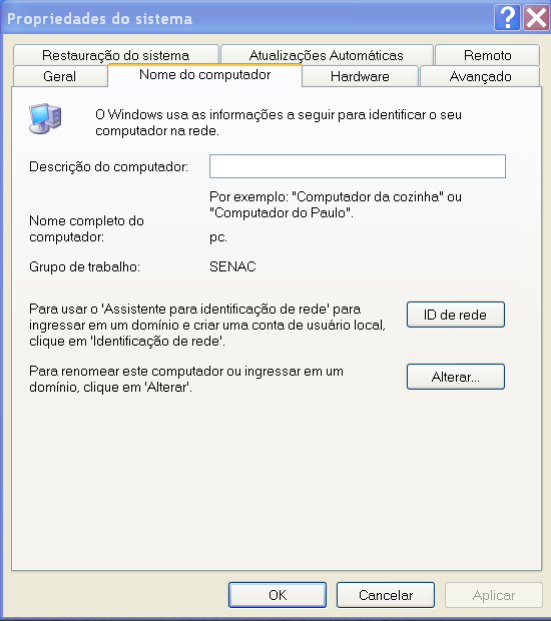 Propriedades do sistema
Restauração do sistema
Atualizações Automáticas
Remoto
Geral
Nome do computador
Hardware
Avançado
O Windows usa as informações a seguir para identificar o seu
computador na rede.
Descrição do computador:
Por exemplo: "Computador da cozinha" ou
"Computador do Paulo".
Nome completo do
computador:
pc.
Grupo de trabalho:
SENAC
Para usar o 'Assistente para identificação de rede' para
ingressar em um domínio e criar uma conta de usuário local,
clique em 'Identificação de rede'.
ID de rede
Para renomear este computador ou ingressar em um
domínio, clique em 'Alterar'.
Alterar...
OK
Cancelar
Aplicar